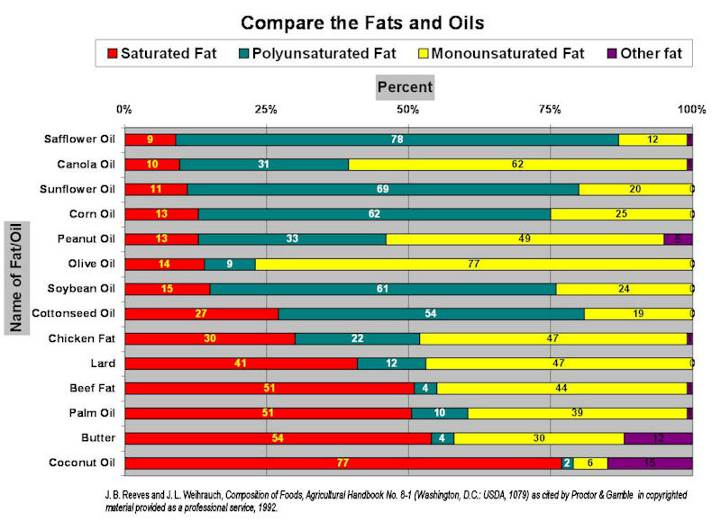 Compare the Fats and Oils
Saturated Fat Polyunsaturated Fat Monounsaturated Fat Other fat
Percent
0% 25% 50% 75% 100%
Name of Fat/Oil
Safflower Oil 9 78 12
Canola Oil 10 31 62
Sunflower Oil 11 69 20 0
Corn Oil 13 62 25 0
Peanut Oil 13 33 49
Olive Oil 14 9 77 0
Soybean Oil 15 61 24 0
Cottonseed Oil 27 54 19 0
Chicken Fat 30 22 47
Lard 41 12 47 0
Beef Fat 51 4 44
Palm Oil 51 10 39
Butter 54 4 30 12
Coconut Oil 77 2 6 15
J. B. Reeves and J. L. Weihrauch, Composition of Foods, Agricultural Handbook No. 8-1 (Washington, D.C.: USDA, 1079) as cited by Proctor & Gamble in copyrighted
material provided as a professional service, 1992.